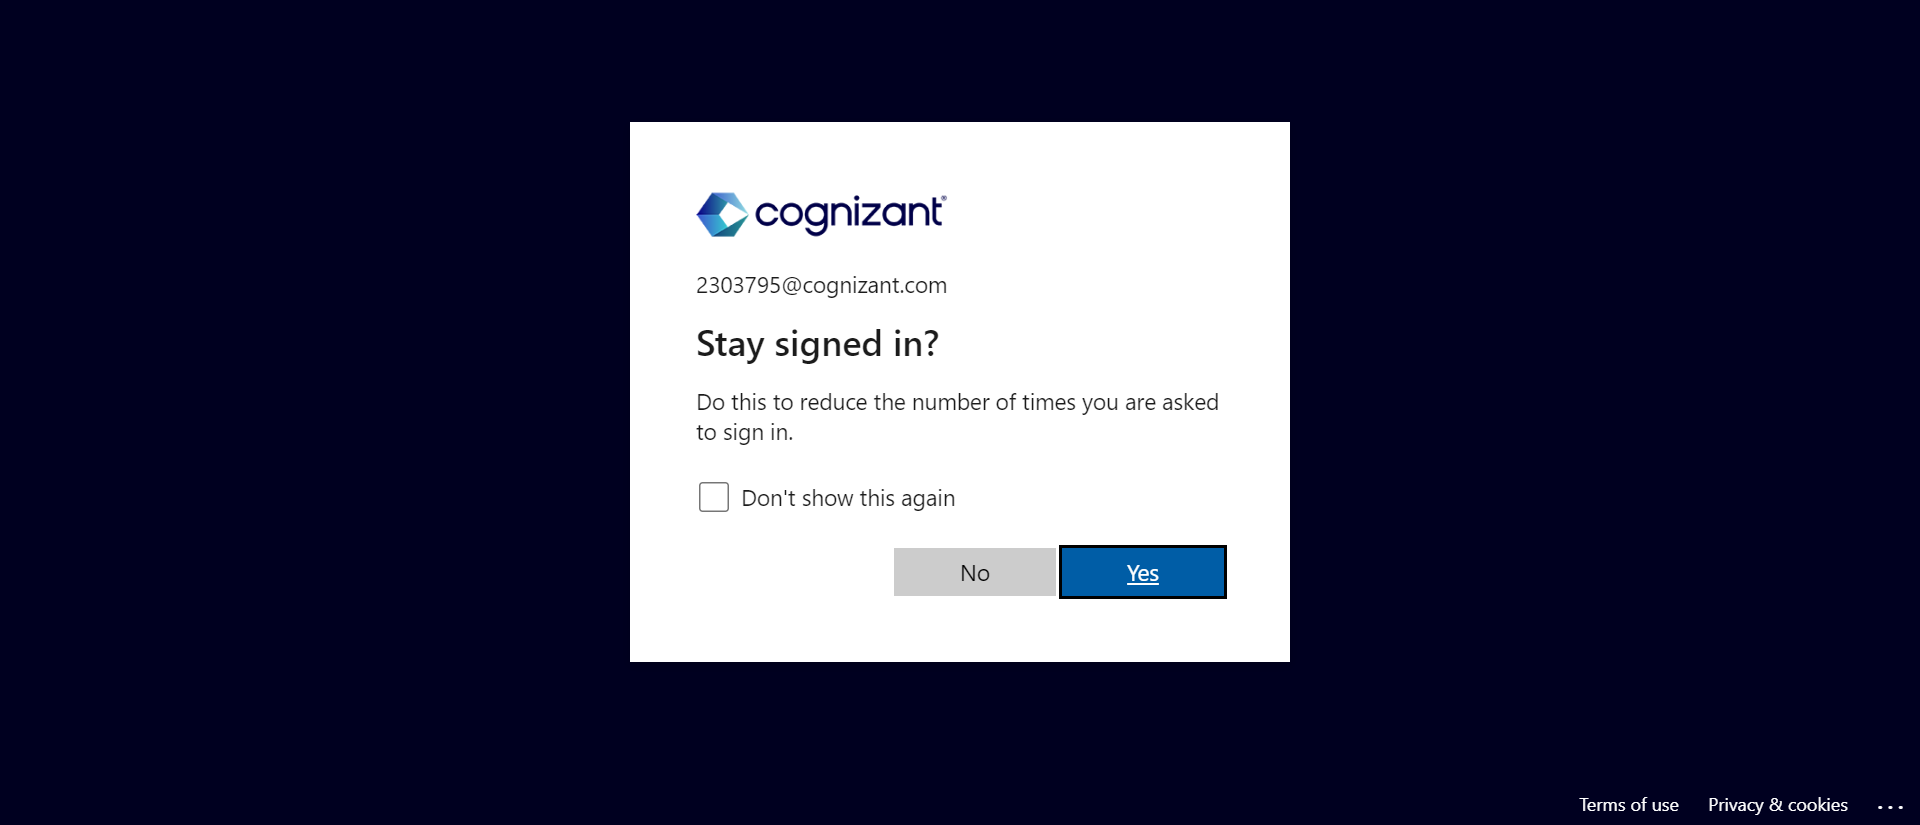 cognizant®
2303795@cognizant.com
Stay signed in?
Do this to reduce the number of times you are asked
to sign in.
Don't show this again
No
Yes
Terms of use
Privacy & cookies
...